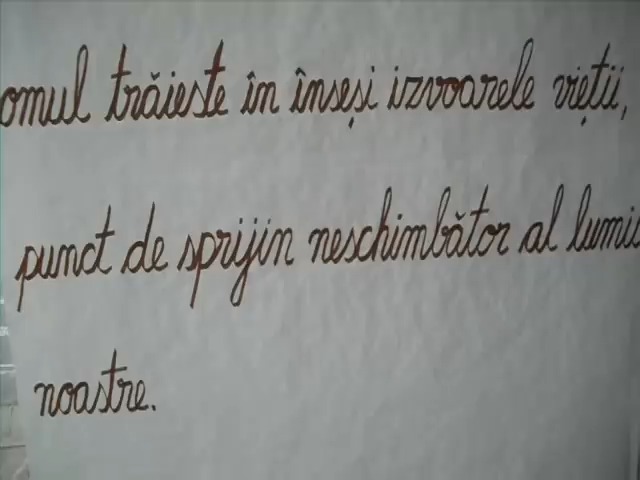 omul trăiește în înseși izvoarele vieții,
punct de sprijin neschimbător al lumii
noastre.